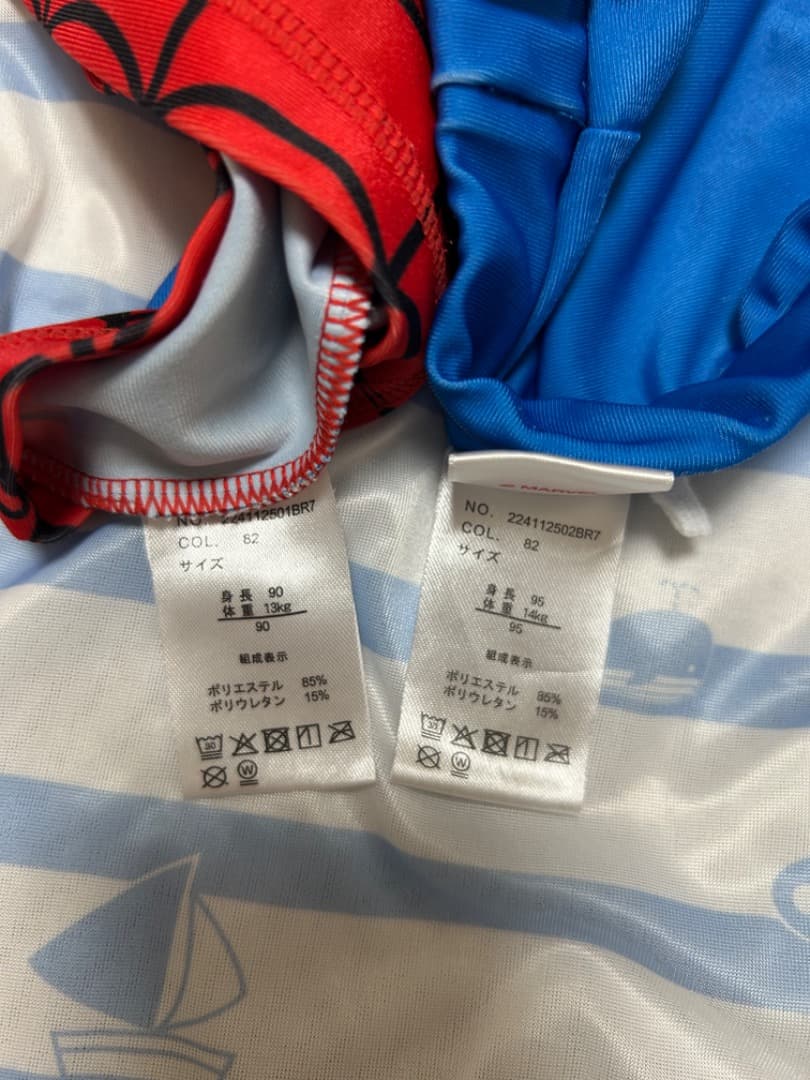 NO. 224112501BR7
COL. 82
サイズ
身長 90
体重 13kg
90
組成表示
ポリエステル 85%
ポリウレタン 15%
30
W
MARVEL
NO. 224112502BR7
COL. 82
サイズ
身長 95
体重 14kg
95
組成表示
ポリエステル 85%
ポリウレタン 15%
30
W